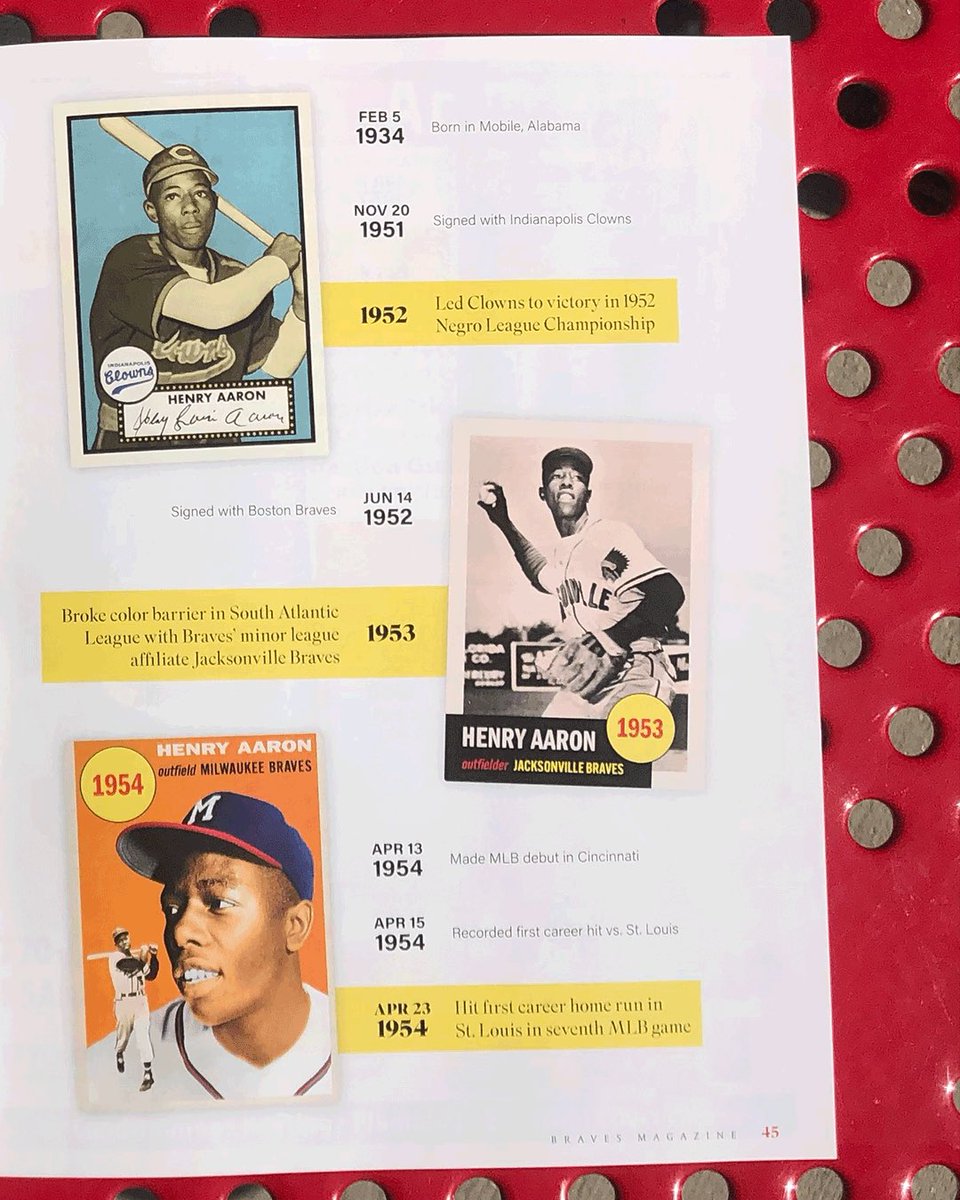 FEB 5
1934
Born in Mobile, Alabama
NOV 20
1951
Signed with Indianapolis Clowns
1952
Led Clowns to victory in 1952
Negro League Championship
C
Clowns
INDIANAPOLIS
Clowns
HENRY AARON
Henry Louis Aaron
Signed with Boston Braves
JUN 14
1952
Broke color barrier in South Atlantic
League with Braves' minor league
affiliate Jacksonville Braves
1953
CO.
HENRY AARON
1953
outfielder JACKSONVILLE BRAVES
1954
HENRY AARON
outfield MILWAUKEE BRAVES
M
APR 13
1954
Made MLB debut in Cincinnati
APR 15
1954
Recorded first career hit vs. St. Louis
APR 23
1954
Hit first career home run in
St. Louis in seventh MLB game
BRAVES MAGAZINE 45